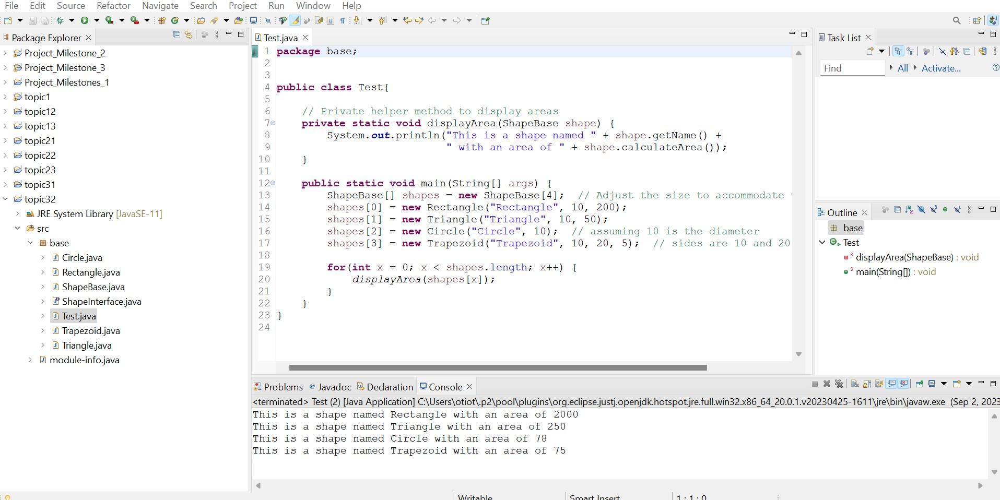 File Edit Source Refactor Navigate Search Project Run Window Help
Package Explorer
Project_Milestone_2
Project_Milestone_3
Project_Milestones_1
topic1
topic12
topic13
topic21
topic22
topic23
topic31
topic32
JRE System Library [JavaSE-11]
src
base
Circle.java
Rectangle.java
ShapeBase.java
ShapeInterface.java
Test.java
Trapezoid.java
Triangle.java
module-info.java
Test.java
1 package base;
2
3
4 public class Test{
5
6 // Private helper method to display areas
7 private static void displayArea(ShapeBase shape) {
8 System.out.println("This is a shape named " + shape.getName() +
9 " with an area of " + shape.calculateArea());
10 }
11
12 public static void main(String[] args) {
13 ShapeBase[] shapes = new ShapeBase[4]; // Adjust the size to accommodate
14 shapes[0] = new Rectangle("Rectangle", 10, 200);
15 shapes[1] = new Triangle("Triangle", 10, 50);
16 shapes[2] = new Circle("Circle", 10); // assuming 10 is the diameter
17 shapes[3] = new Trapezoid("Trapezoid", 10, 20, 5); // sides are 10 and 20
18
19 for(int x = 0; x < shapes.length; x++) {
20 displayArea(shapes[x]);
21 }
22 }
23 }
24
Task List
Find All Activate...
Outline
base
Test
displayArea(ShapeBase) : void
main(String[]) : void
Problems Javadoc Declaration Console
<terminated> Test (2) [Java Application] C:\Users\otiot\.p2\pool\plugins\org.eclipse.justj.openjdk.hotspot.jre.full.win32.x86_64_20.0.1.v20230425-1611\jre\bin\javaw.exe (Sep 2, 2023
This is a shape named Rectangle with an area of 2000
This is a shape named Triangle with an area of 250
This is a shape named Circle with an area of 78
This is a shape named Trapezoid with an area of 75
Writable Smart Insert 1 : 1 : 0